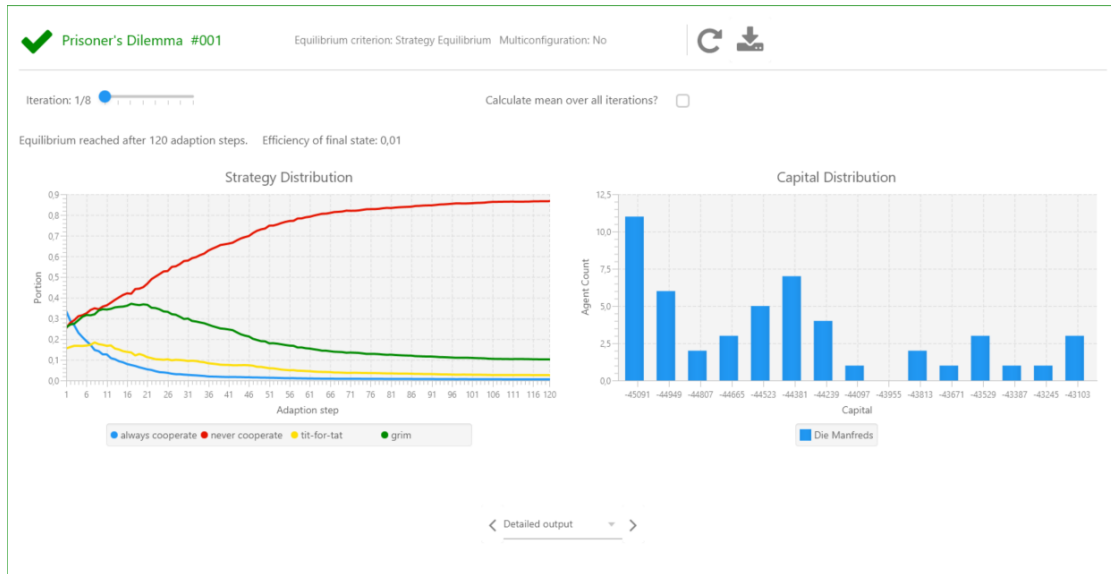 Prisoner's Dilemma #001
Equilibrium criterion: Strategy Equilibrium Multiconfiguration: No
Iteration: 1/8
Calculate mean over all iterations?
Equilibrium reached after 120 adaption steps. Efficiency of final state: 0,01
Strategy Distribution
0,9
0,8
0,7
0,6
0,5
0,4
0,3
0,2
0,1
0,0
Portion
1 6 11 16 21 26 31 36 41 46 51 56 61 66 71 76 81 86 91 96 101 106 111 116 120
Adaption step
always cooperate never cooperate tit-for-tat grim
Capital Distribution
12,5
10,0
7,5
5,0
2,5
0,0
Agent Count
-45091 -44949 -44807 -44665 -44523 -44381 -44239 -44097 -43955 -43813 -43671 -43529 -43387 -43245 -43103
Capital
Die Manfreds
Detailed output